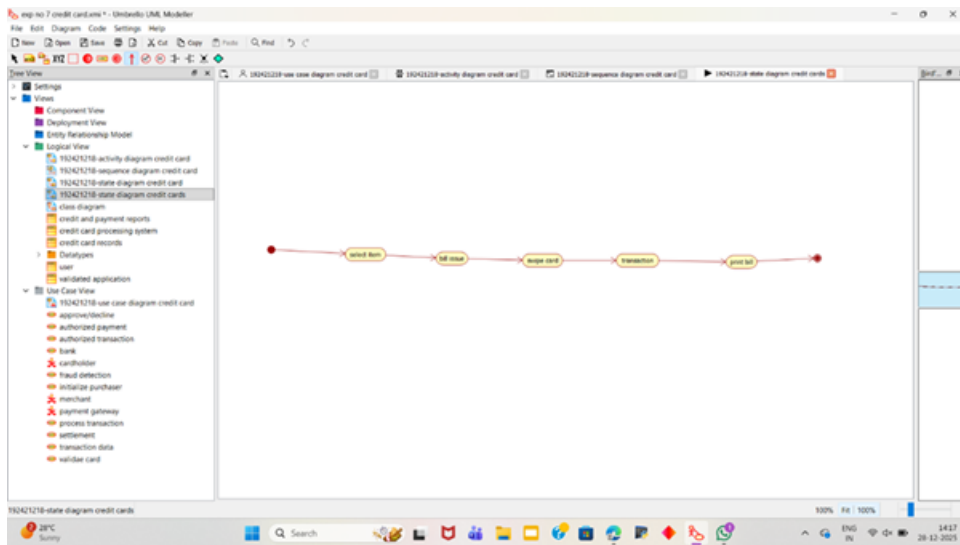 exp no 7 credit card.xmi * - Umbrello UML Modeller
File Edit Diagram Code Settings Help
New Open Save Cut Copy Paste Find
XYZ
Tree View
192421218-use case diagram credit card
192421218-activity diagram credit card
192421218-sequence diagram credit card
192421218-state diagram credit cards
Bird'...
Settings
Views
Component View
Deployment View
Entity Relationship Model
Logical View
192421218-activity diagram credit card
192421218-sequence diagram credit card
192421218-state diagram credit card
192421218-state diagram credit cards
class diagram
credit and payment reports
credit card processing system
credit card records
Datatypes
user
validated application
Use Case View
192421218-use case diagram credit card
approve/decline
authorized payment
authorized transaction
bank
cardholder
fraud detection
initialize purchaser
merchant
payment gateway
process transaction
settlement
transaction data
validae card
select item
bill issue
swipe card
transaction
print bill
192421218-state diagram credit cards
100% Fit 100%
28°C
Sunny
Search
ENG
IN
14:17
28-12-2025